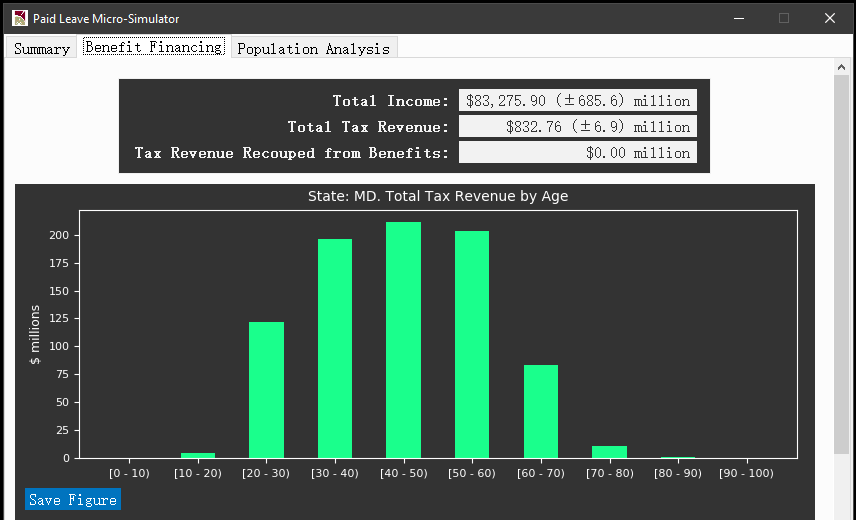 Paid Leave Micro-Simulator
Summary Benefit Financing Population Analysis
Total Income: $83,275.90 (±685.6) million
Total Tax Revenue: $832.76 (±6.9) million
Tax Revenue Recouped from Benefits: $0.00 million
State: MD. Total Tax Revenue by Age
$ millions
200
175
150
125
100
75
50
25
0
[0 - 10) [10 - 20) [20 - 30) [30 - 40) [40 - 50) [50 - 60) [60 - 70) [70 - 80) [80 - 90) [90 - 100)
Save Figure